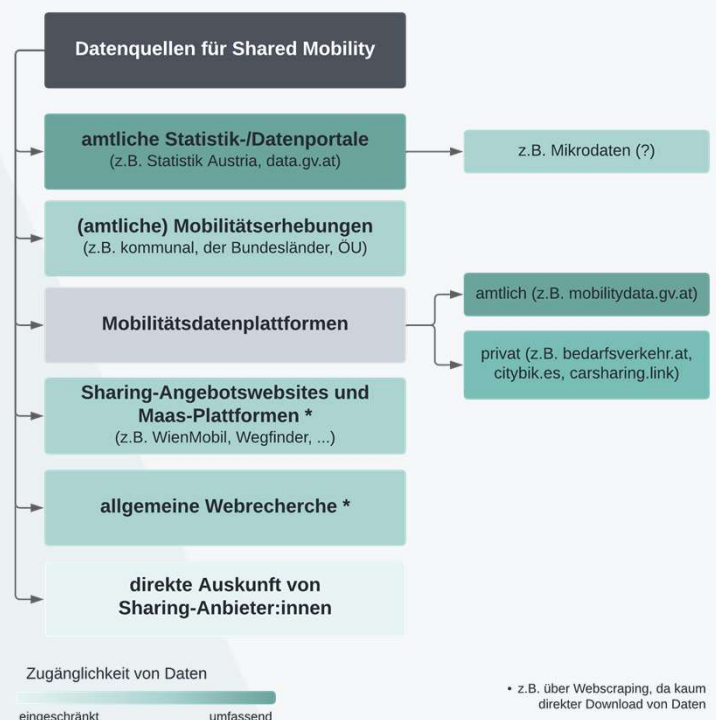 Datenquellen für Shared Mobility
amtliche Statistik-/Datenportale
(z.B. Statistik Austria, data.gv.at)
z.B. Mikrodaten (?)
(amtliche) Mobilitätserhebungen
(z.B. kommunal, der Bundesländer, ÖU)
Mobilitätsdatenplattformen
amtlich (z.B. mobilitydata.gv.at)
privat (z.B. bedarfsverkehr.at,
citybik.es, carsharing.link)
Sharing-Angebotswebsites und
Maas-Plattformen *
(z.B. WienMobil, Wegfinder, ...)
allgemeine Webrecherche *
direkte Auskunft von
Sharing-Anbieter:innen
Zugänglichkeit von Daten
eingeschränkt umfassend
• z.B. über Webscraping, da kaum
direkter Download von Daten